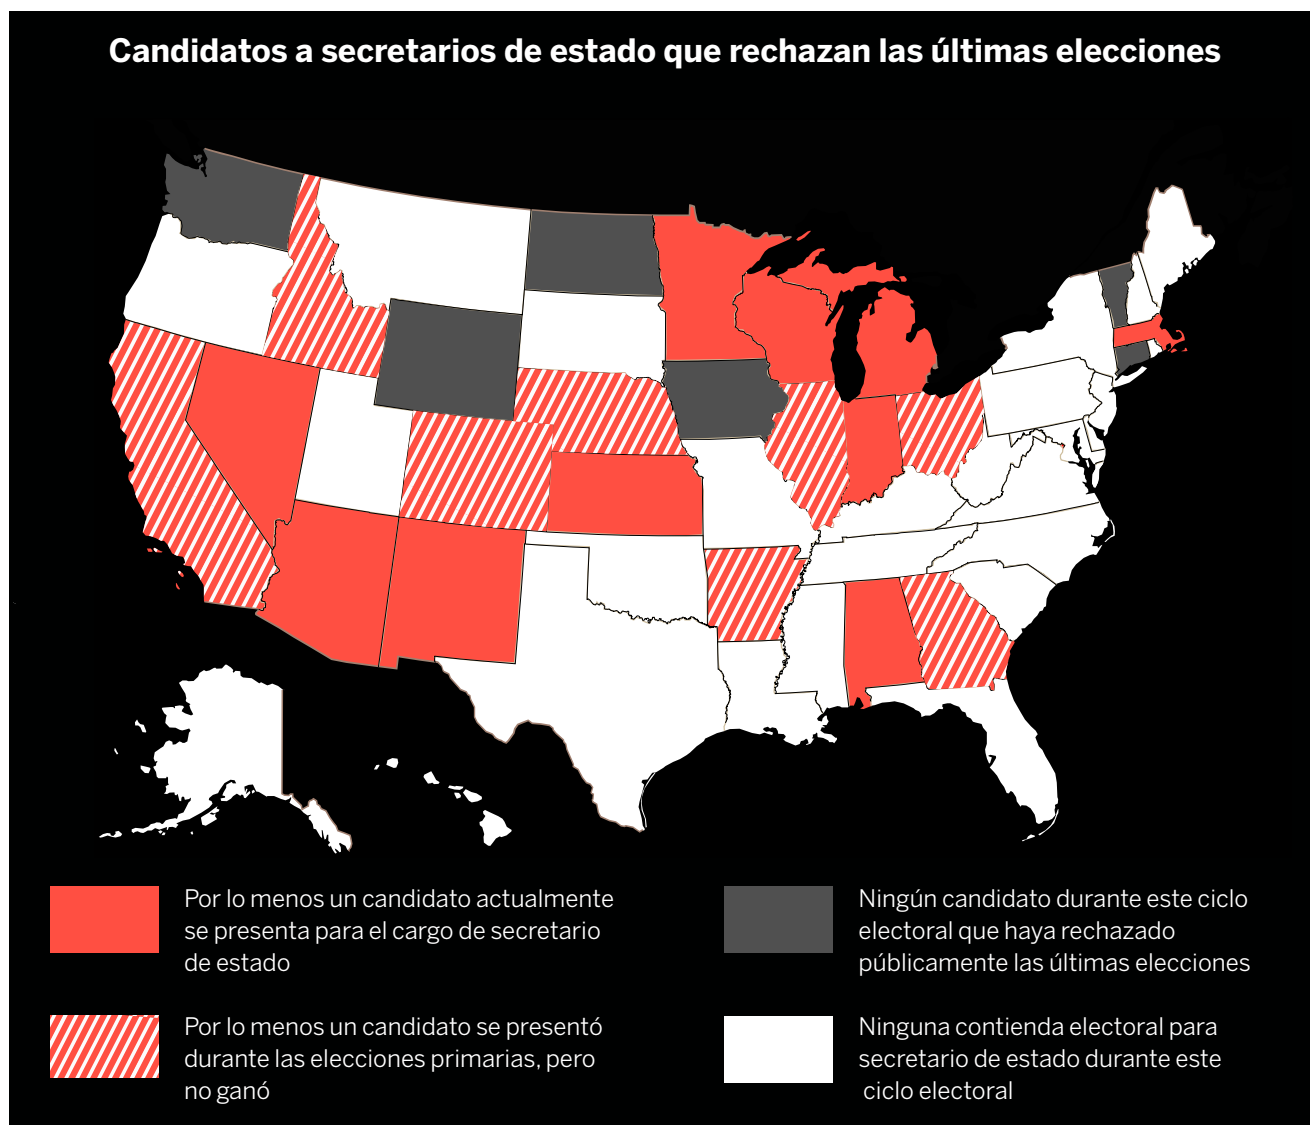 Candidatos a secretarios de estado que rechazan las últimas elecciones
Por lo menos un candidato actualmente
se presenta para el cargo de secretario
de estado
Por lo menos un candidato se presentó
durante las elecciones primarias, pero
no ganó
Ningún candidato durante este ciclo
electoral que haya rechazado
públicamente las últimas elecciones
Ninguna contienda electoral para
secretario de estado durante este
ciclo electoral